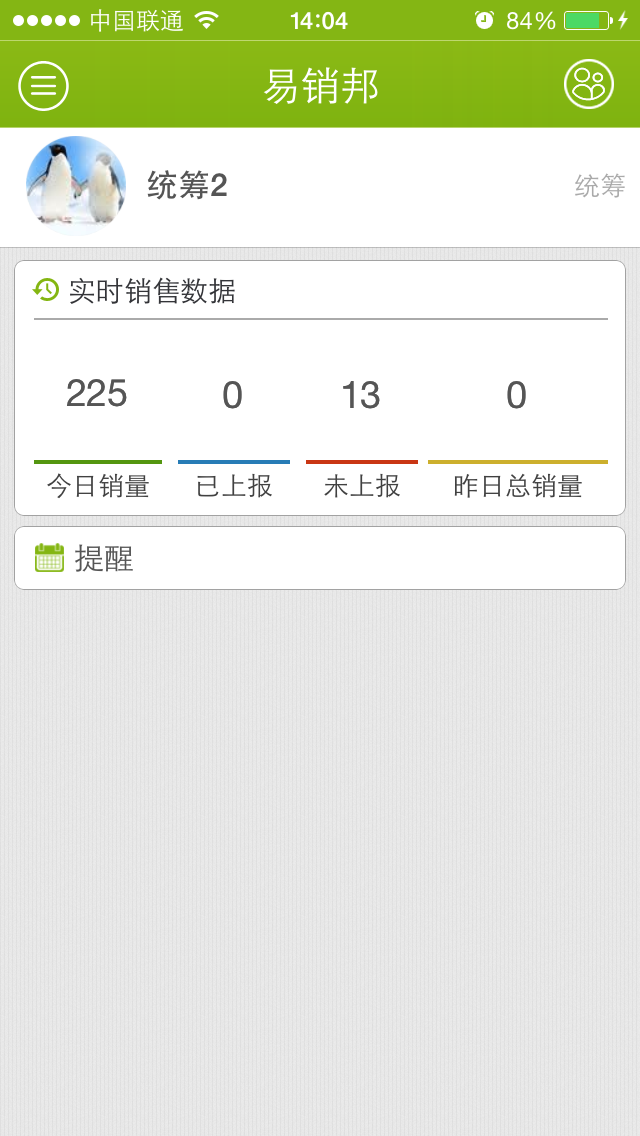 中国联通 14:04 84%
易销邦
统筹2 统筹
实时销售数据
225 0 13 0
今日销量 已上报 未上报 昨日总销量
提醒